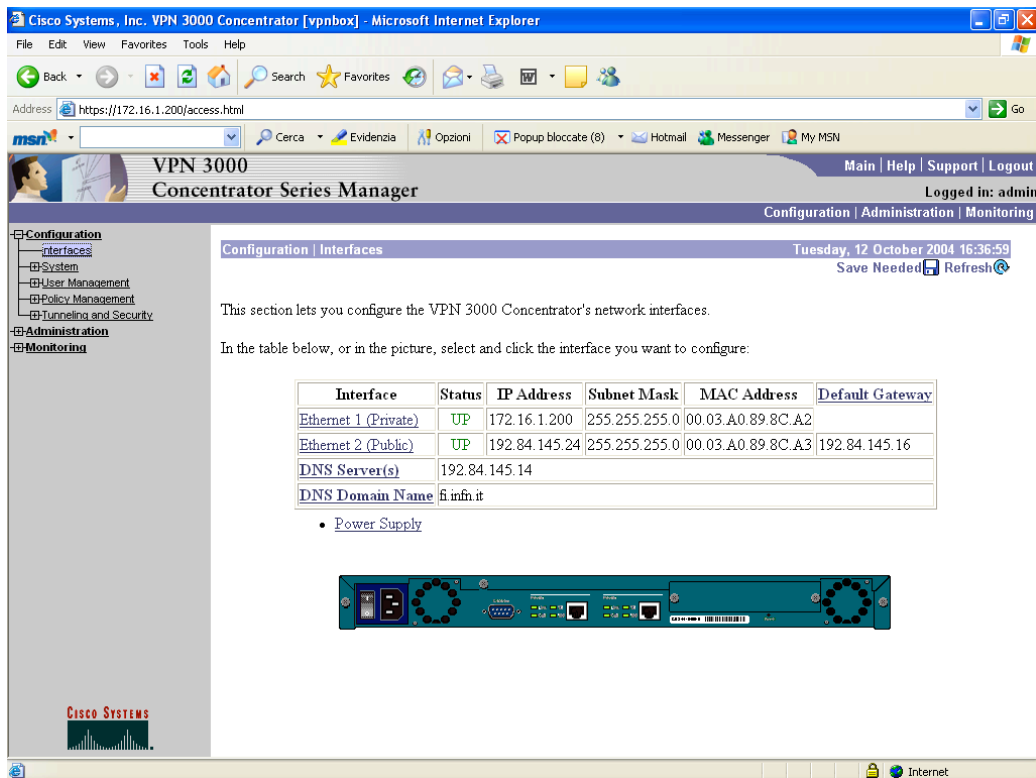 Cisco Systems, Inc. VPN 3000 Concentrator [vpnbox] - Microsoft Internet Explorer
File Edit View Favorites Tools Help
Back Search Favorites
Address https://172.16.1.200/access.html Go
msn Cerca Evidenzia Opzioni Popup bloccate (8) Hotmail Messenger My MSN
VPN 3000
Concentrator Series Manager
Main | Help | Support | Logout
Logged in: admin
Configuration | Administration | Monitoring
Configuration
nterfaces
System
User Management
Policy Management
Tunneling and Security
Administration
Monitoring
Configuration | Interfaces Tuesday, 12 October 2004 16:36:59
Save Needed Refresh
This section lets you configure the VPN 3000 Concentrator's network interfaces.
In the table below, or in the picture, select and click the interface you want to configure:
Interface Status IP Address Subnet Mask MAC Address Default Gateway
Ethernet 1 (Private) UP 172.16.1.200 255.255.255.0 00.03.A0.89.8C.A2
Ethernet 2 (Public) UP 192.84.145.24 255.255.255.0 00.03.A0.89.8C.A3 192.84.145.16
DNS Server(s) 192.84.145.14
DNS Domain Name fi.infn.it
• Power Supply
CISCO SYSTEMS
Internet